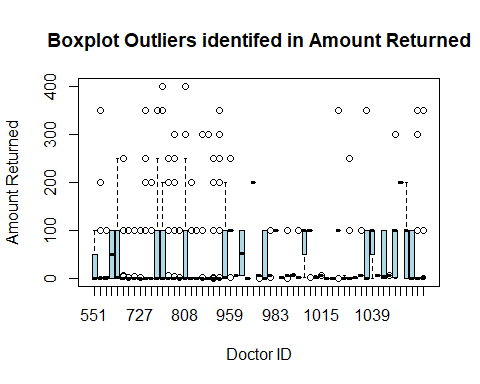 Boxplot Outliers identifed in Amount Returned
400
300
200
100
0
Amount Returned
551 727 808 959 983 1015 1039
Doctor ID